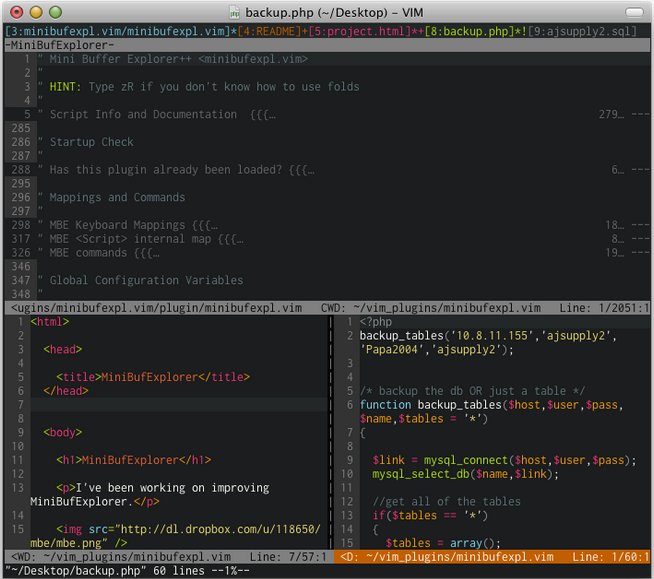 backup.php (~/Desktop) - VIM
[3:minibufexpl.vim/minibufexpl.vim]*[4:README]+[5:project.html]*+[8:backup.php]*![9:ajsupply2.sql]
-MiniBufExplorer-
1 " Mini Buffer Explorer++ <minibufexpl.vim>
2 "
3 " HINT: Type zR if you don't know how to use folds
4 "
5 " Script Info and Documentation {{{… 279… ---
285 "
286 " Startup Check
287 "
288 " Has this plugin already been loaded? {{{… 6… ---
295 "
296 " Mappings and Commands
297 "
298 " MBE Keyboard Mappings {{{… 18… ---
317 " MBE <Script> internal map {{{… 8… ---
326 " MBE commands {{{… 19… ---
346 "
347 " Global Configuration Variables
348 "
<ugins/minibufexpl.vim/plugin/minibufexpl.vim CWD: ~/vim_plugins/minibufexpl.vim Line: 1/2051:1
1 <html>
2
3 <head>
4
5 <title>MiniBufExplorer</title>
6 </head>
7
8
9 <body>
10
11 <h1>MiniBufExplorer</h1>
12
13 <p>I've been working on improving
MiniBufExplorer.</p>
14
15 <img src="http://dl.dropbox.com/u/118650/
mbe/mbe.png" />
<WD: ~/vim_plugins/minibufexpl.vim Line: 7/57:1
1 <?php
2 backup_tables('10.8.11.155','ajsupply2',
'Papa2004','ajsupply2');
3
4
5 /* backup the db OR just a table */
6 function backup_tables($host,$user,$pass,
$name,$tables = '*')
7 {
8
9 $link = mysql_connect($host,$user,$pass);
10 mysql_select_db($name,$link);
11
12 //get all of the tables
13 if($tables == '*')
14 {
15 $tables = array();
<D: ~/vim_plugins/minibufexpl.vim Line: 1/60:1
"~/Desktop/backup.php" 60 lines --1%--